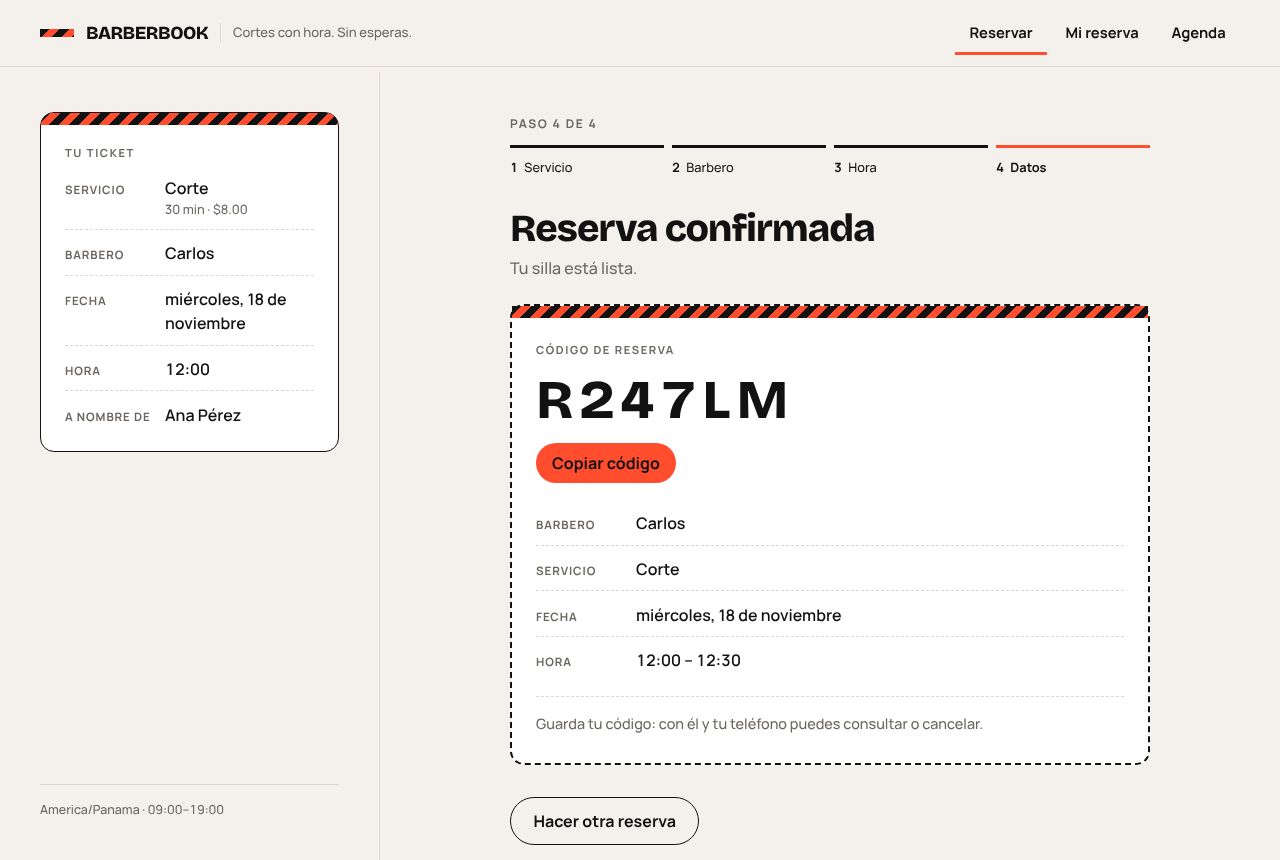 BARBERBOOK
Cortes con hora. Sin esperas.
Reservar
Mi reserva
Agenda
TU TICKET
SERVICIO
Corte
30 min · $8.00
BARBERO
Carlos
FECHA
miércoles, 18 de
noviembre
HORA
12:00
A NOMBRE DE
Ana Pérez
America/Panama · 09:00–19:00
PASO 4 DE 4
1 Servicio
2 Barbero
3 Hora
4 Datos
Reserva confirmada
Tu silla está lista.
CÓDIGO DE RESERVA
R247LM
Copiar código
BARBERO
Carlos
SERVICIO
Corte
FECHA
miércoles, 18 de noviembre
HORA
12:00 – 12:30
Guarda tu código: con él y tu teléfono puedes consultar o cancelar.
Hacer otra reserva